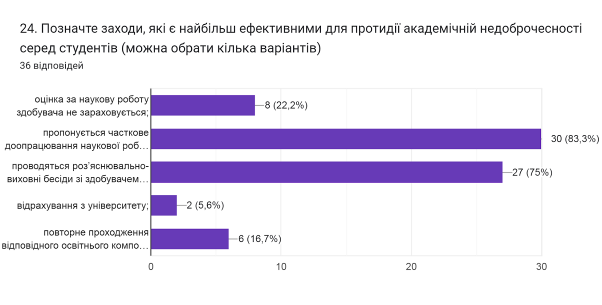 24. Позначте заходи, які є найбільш ефективними для протидії академічній недоброчесності
серед студентів (можна обрати кілька варіантів)
36 відповідей
оцінка за наукову роботу
здобувача не зараховується;
8 (22,2%)
пропонується часткове
доопрацювання наукової роб…
30 (83,3%)
проводяться роз'яснювально-
виховні бесіди зі здобувачем…
27 (75%)
відрахування з університету;
2 (5,6%)
повторне проходження
відповідного освітнього компо…
6 (16,7%)
0
10
20
30